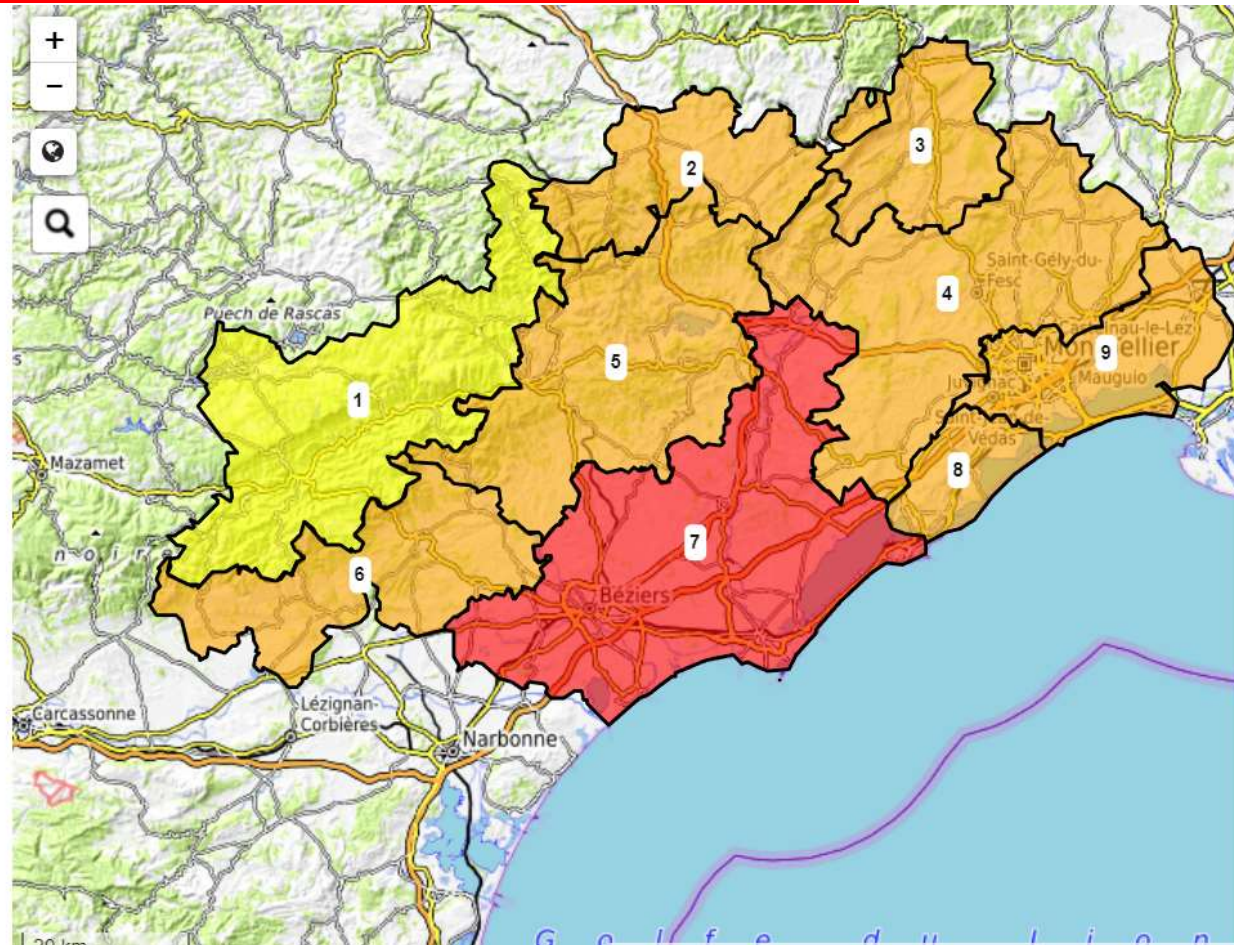 +
−
2
3
Saint-Gély-du-
Fesc
4
Puech de Rascas
Castelnau-le-Lez
9
Montpellier
5
Mauguio
1
Saint-Jean-de-
Védas
8
Mazamet
7
n o i r e
6
Béziers
Carcassonne
Lézignan-
Corbières
Narbonne
20 km
G o l f e d u L i o n